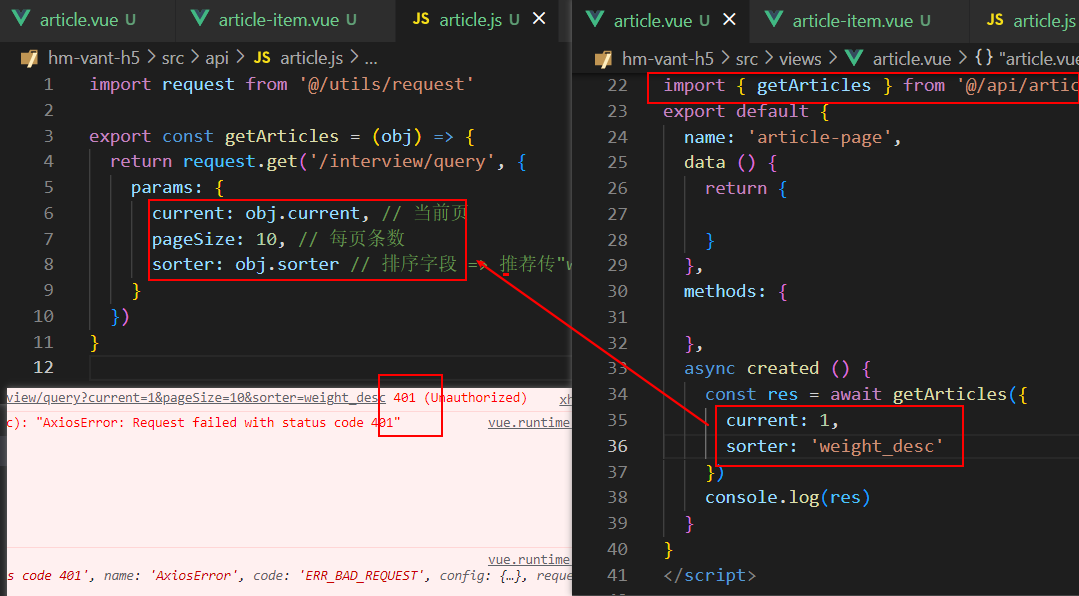 article.vue U
article-item.vue U
JS article.js U ×
hm-vant-h5 > src > api > JS article.js > ...
1 import request from '@/utils/request'
2
3 export const getArticles = (obj) => {
4 return request.get('/interview/query', {
5 params: {
6 current: obj.current, // 当前页
7 pageSize: 10, // 每页条数
8 sorter: obj.sorter // 排序字段 => 推荐传"w
9 }
10 })
11 }
12
view/query?current=1&pageSize=10&sorter=weight_desc 401 (Unauthorized) xh
c): "AxiosError: Request failed with status code 401" vue.runtime
vue.runtime
s code 401', name: 'AxiosError', code: 'ERR_BAD_REQUEST', config: {…}, reque
article.vue U ×
article-item.vue U
JS article.js
hm-vant-h5 > src > views > article.vue > {} "article.vue
22 import { getArticles } from '@/api/artic
23 export default {
24 name: 'article-page',
25 data () {
26 return {
27
28 }
29 },
30 methods: {
31
32 },
33 async created () {
34 const res = await getArticles({
35 current: 1,
36 sorter: 'weight_desc'
37 })
38 console.log(res)
39 }
40 }
41 </script>